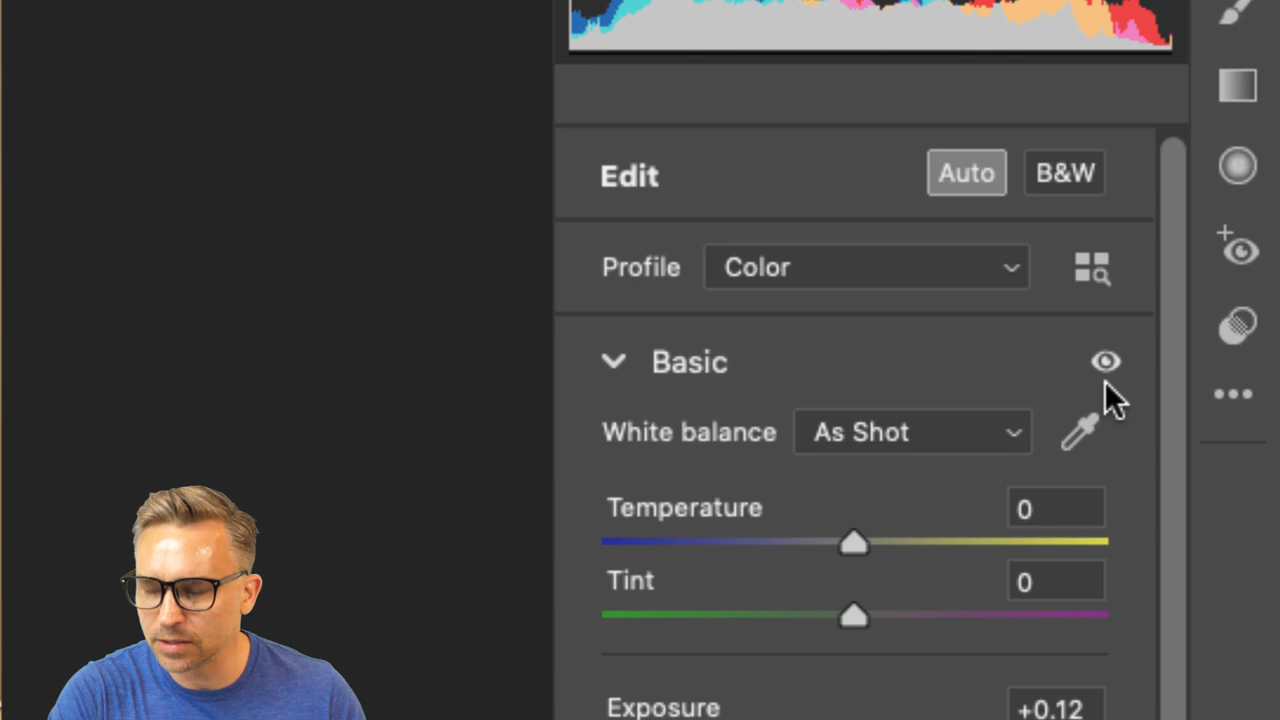 Edit Auto B&W
Profile Color
Basic
White balance As Shot
Temperature 0
Tint 0
Exposure +0.12